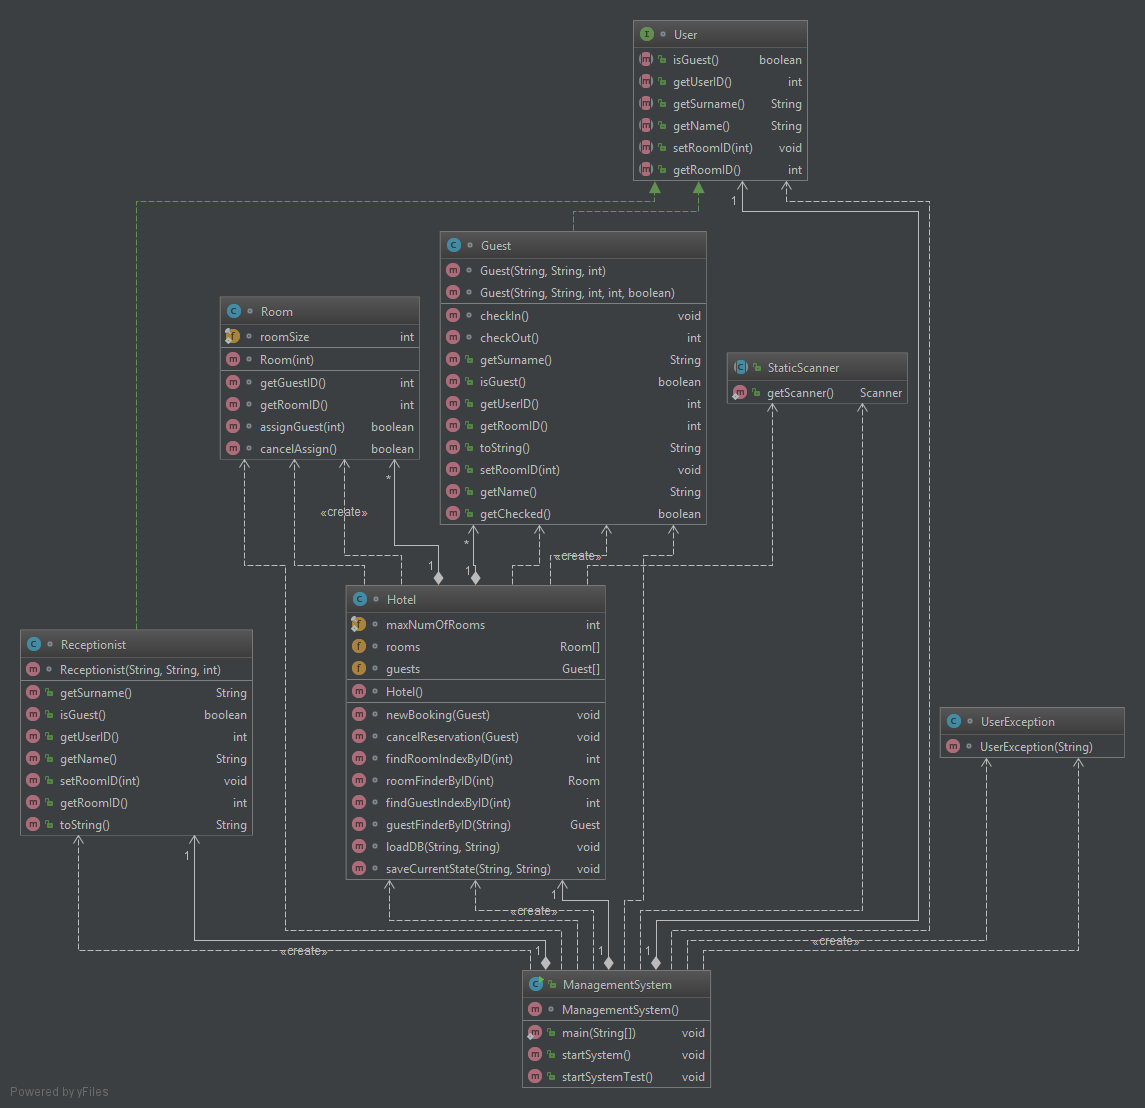 User
isGuest() boolean
getUserID() int
getSurname() String
getName() String
setRoomID(int) void
getRoomID() int
1
Guest
Guest(String, String, int)
Guest(String, String, int, int, boolean)
checkIn() void
checkOut() int
getSurname() String
isGuest() boolean
getUserID() int
getRoomID() int
toString() String
setRoomID(int) void
getName() String
getChecked() boolean
Room
roomSize int
Room(int)
getGuestID() int
getRoomID() int
assignGuest(int) boolean
cancelAssign() boolean
StaticScanner
getScanner() Scanner
*
«create»
*
«create»
1
1
Hotel
maxNumOfRooms int
rooms Room[]
guests Guest[]
Hotel()
newBooking(Guest) void
cancelReservation(Guest) void
findRoomIndexByID(int) int
roomFinderByID(int) Room
findGuestIndexByID(int) int
guestFinderByID(String) Guest
loadDB(String, String) void
saveCurrentState(String, String) void
Receptionist
Receptionist(String, String, int)
getSurname() String
isGuest() boolean
getUserID() int
getName() String
setRoomID(int) void
getRoomID() int
toString() String
UserException
UserException(String)
1
1
«create»
«create»
1
1
1
«create»
ManagementSystem
ManagementSystem()
main(String[]) void
startSystem() void
startSystemTest() void
Powered by yFiles